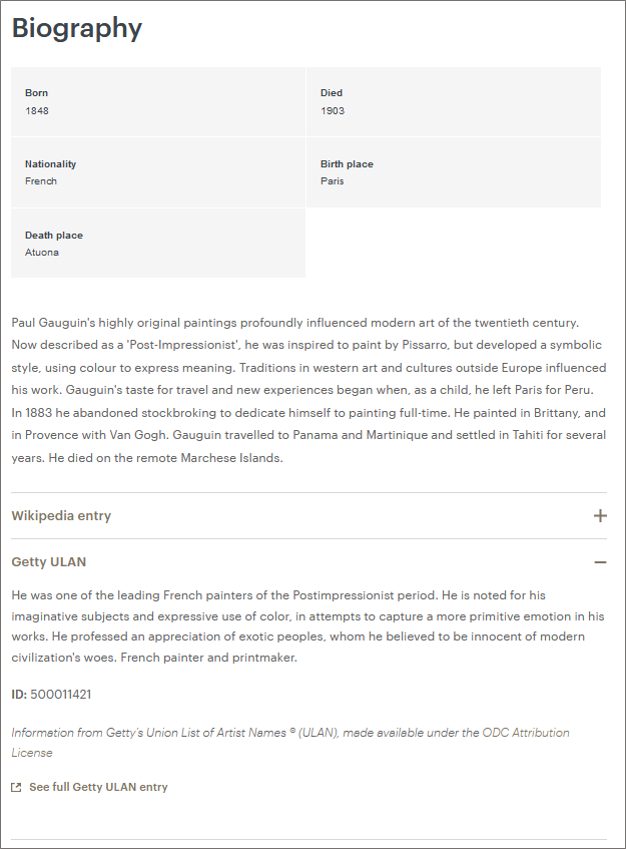 Biography
Born
1848
Died
1903
Nationality
French
Birth place
Paris
Death place
Atuona
Paul Gauguin's highly original paintings profoundly influenced modern art of the twentieth century.
Now described as a 'Post-Impressionist', he was inspired to paint by Pissarro, but developed a symbolic
style, using colour to express meaning. Traditions in western art and cultures outside Europe influenced
his work. Gauguin's taste for travel and new experiences began when, as a child, he left Paris for Peru.
In 1883 he abandoned stockbroking to dedicate himself to painting full-time. He painted in Brittany, and
in Provence with Van Gogh. Gauguin travelled to Panama and Martinique and settled in Tahiti for several
years. He died on the remote Marchese Islands.
Wikipedia entry
Getty ULAN
He was one of the leading French painters of the Postimpressionist period. He is noted for his
imaginative subjects and expressive use of color, in attempts to capture a more primitive emotion in his
works. He professed an appreciation of exotic peoples, whom he believed to be innocent of modern
civilization's woes. French painter and printmaker.
ID: 500011421
Information from Getty's Union List of Artist Names ® (ULAN), made available under the ODC Attribution
License
See full Getty ULAN entry